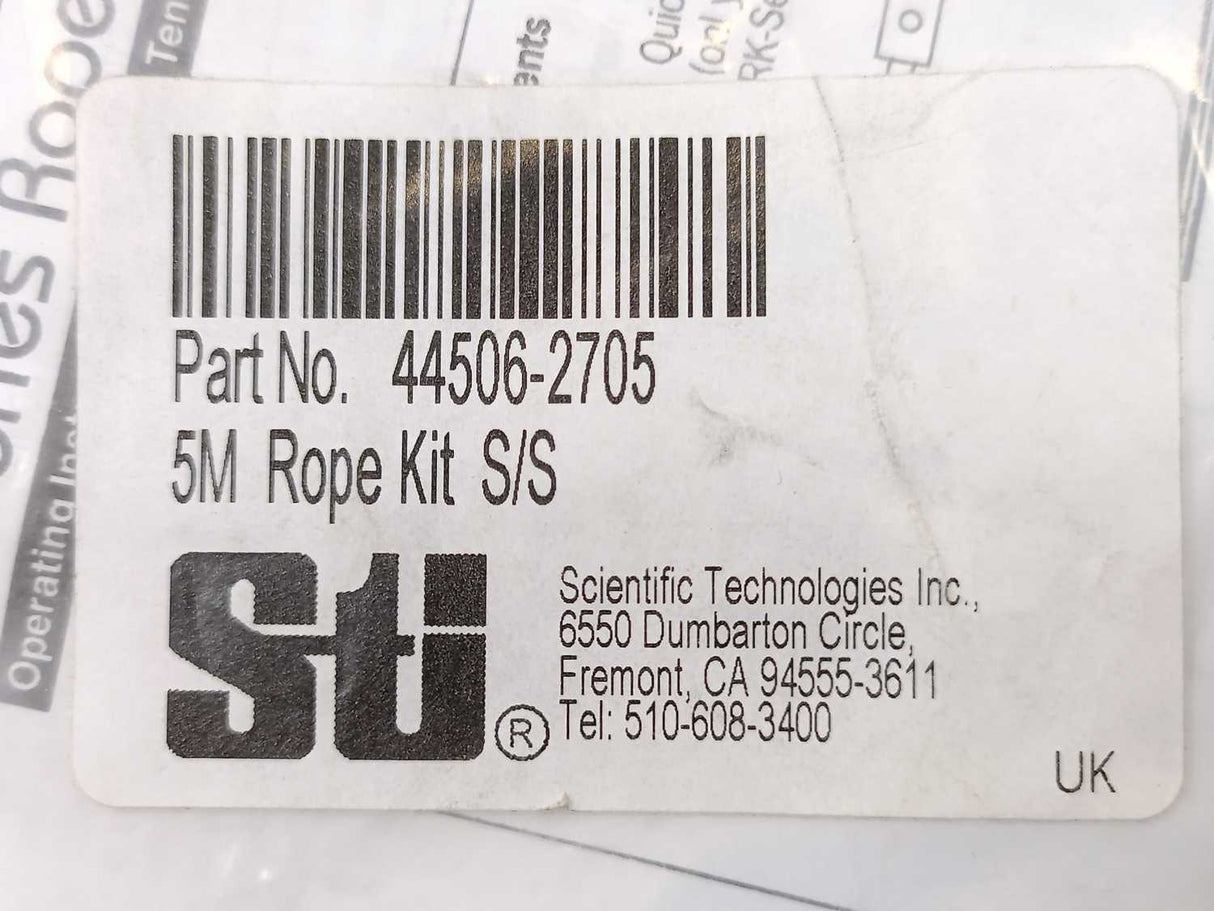 Part No. 44506-2705
5M Rope Kit S/S
Sti ®
Scientific Technologies Inc.,
6550 Dumbarton Circle,
Fremont, CA 94555-3611
Tel: 510-608-3400
UK
Rope
Operating